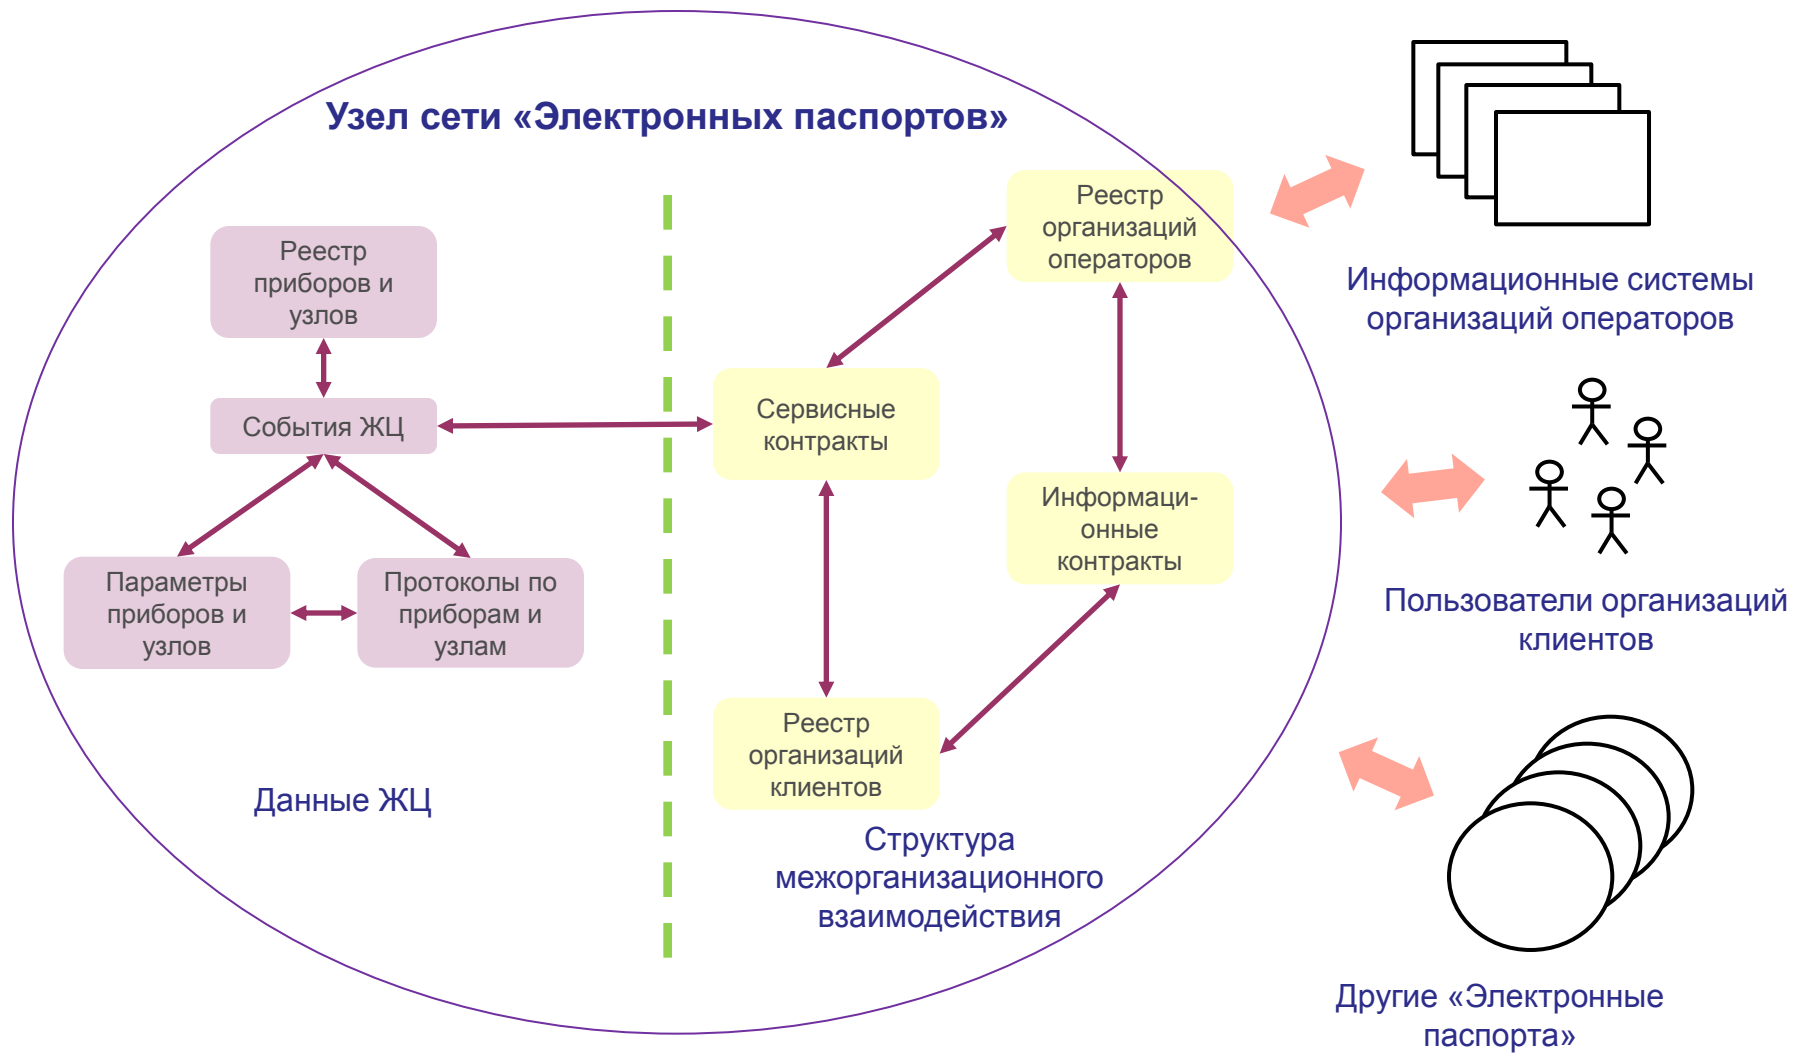 Узел сети «Электронных паспортов»
Реестр
приборов и
узлов
События ЖЦ
Параметры
приборов и
узлов
Протоколы по
приборам и
узлам
Данные ЖЦ
Реестр
организаций
операторов
Сервисные
контракты
Информаци-
онные
контракты
Реестр
организаций
клиентов
Структура
межорганизационного
взаимодействия
Информационные системы
организаций операторов
Пользователи организаций
клиентов
Другие «Электронные
паспорта»